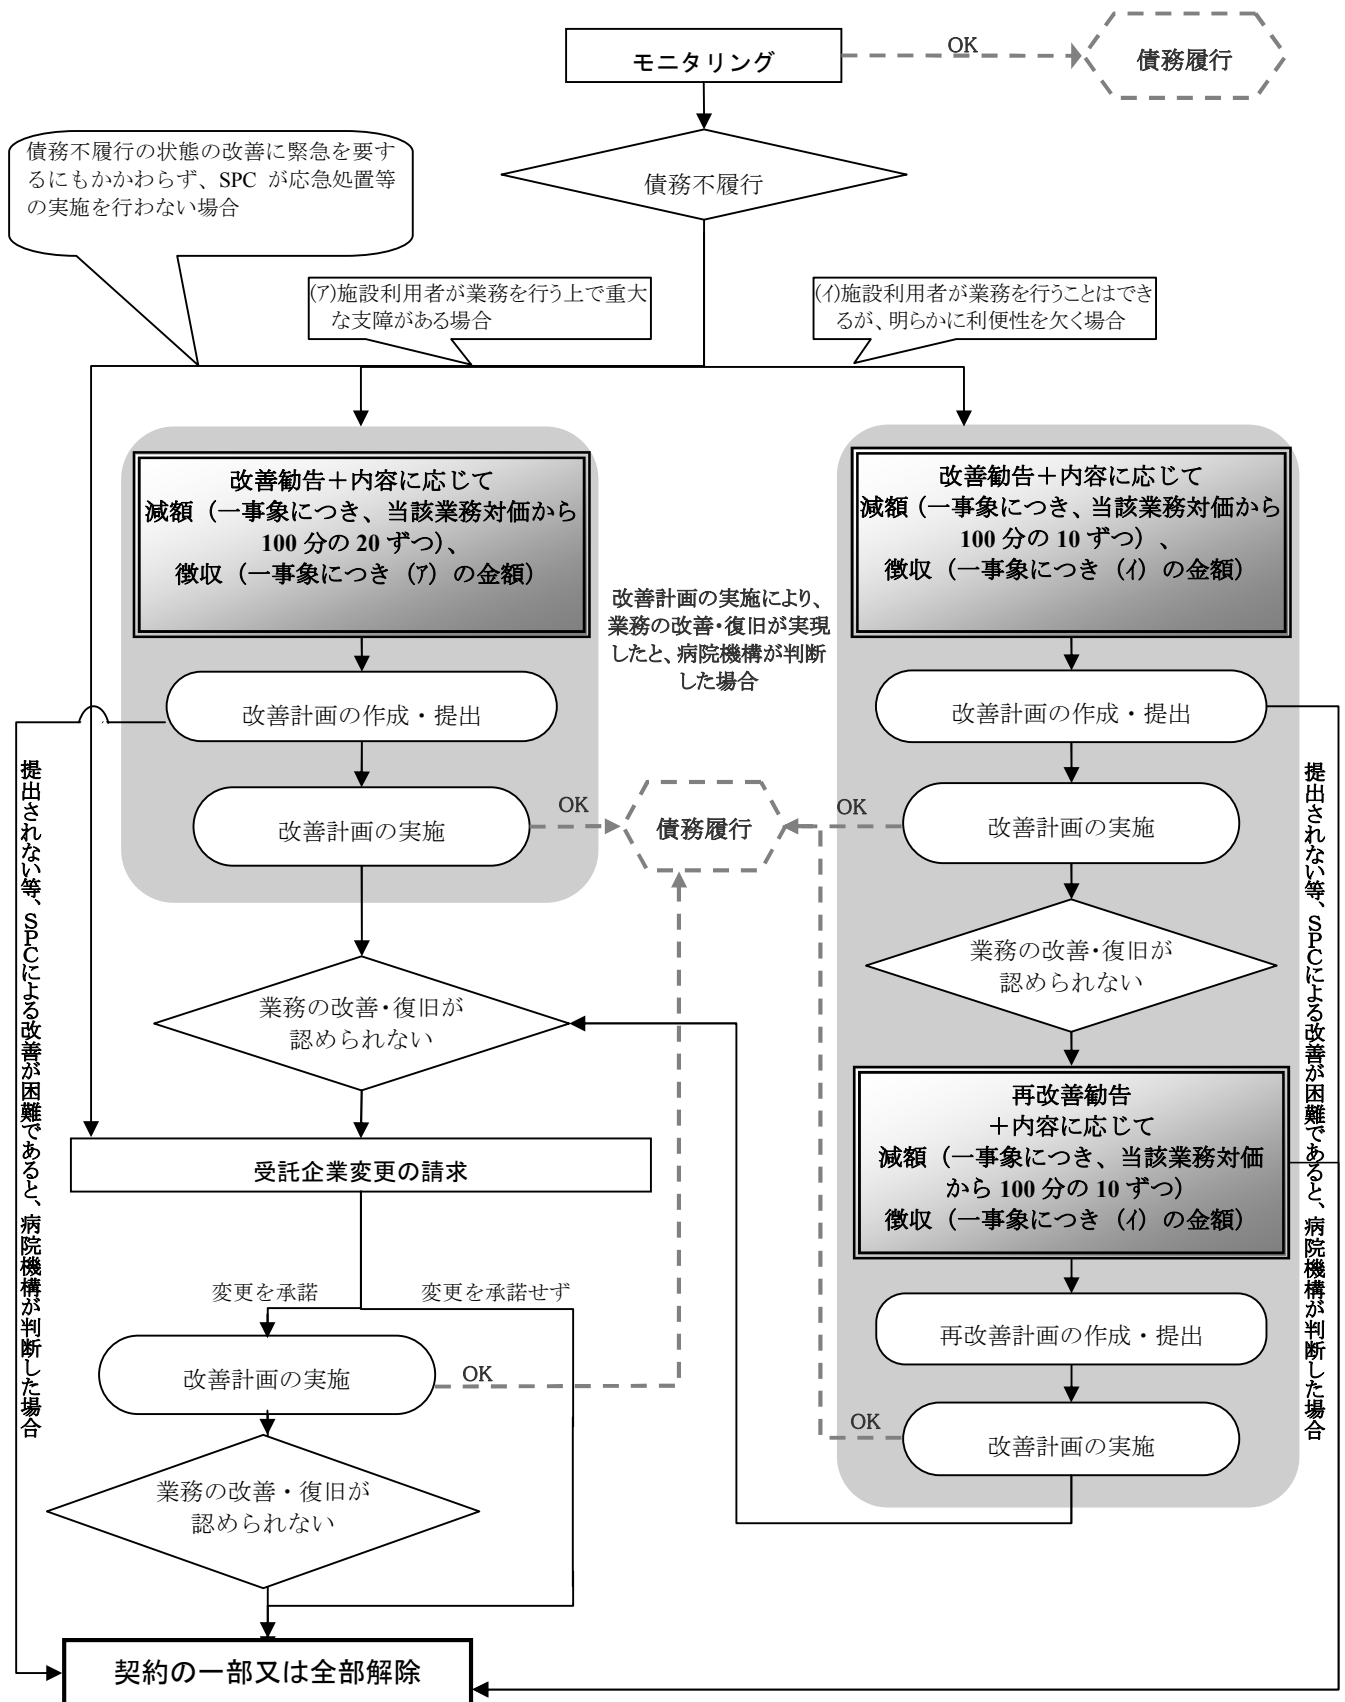 モニタリング
OK
債務履行
債務不履行の状態の改善に緊急を要す
るにもかかわらず、SPC が応急処置等
の実施を行わない場合
債務不履行
(ア)施設利用者が業務を行う上で重大
な支障がある場合
(イ)施設利用者が業務を行うことはでき
るが、明らかに利便性を欠く場合
改善勧告＋内容に応じて
減額（一事象につき、当該業務対価から
100 分の 20 ずつ）、
徴収（一事象につき（ア）の金額）
改善勧告＋内容に応じて
減額（一事象につき、当該業務対価から
100 分の 10 ずつ）、
徴収（一事象につき（イ）の金額）
改善計画の実施により、
業務の改善・復旧が実現
したと、病院機構が判断
した場合
改善計画の作成・提出
改善計画の作成・提出
提出されない等、SPCによる改善が困難であると、病院機構が判断した場合
提出されない等、SPCによる改善が困難であると、病院機構が判断した場合
改善計画の実施
OK
債務履行
OK
改善計画の実施
業務の改善・復旧が
認められない
業務の改善・復旧が
認められない
再改善勧告
＋内容に応じて
減額（一事象につき、当該業務対価
から 100 分の 10 ずつ）
徴収（一事象につき（イ）の金額）
受託企業変更の請求
変更を承諾
変更を承諾せず
再改善計画の作成・提出
改善計画の実施
OK
OK
改善計画の実施
業務の改善・復旧が
認められない
契約の一部又は全部解除